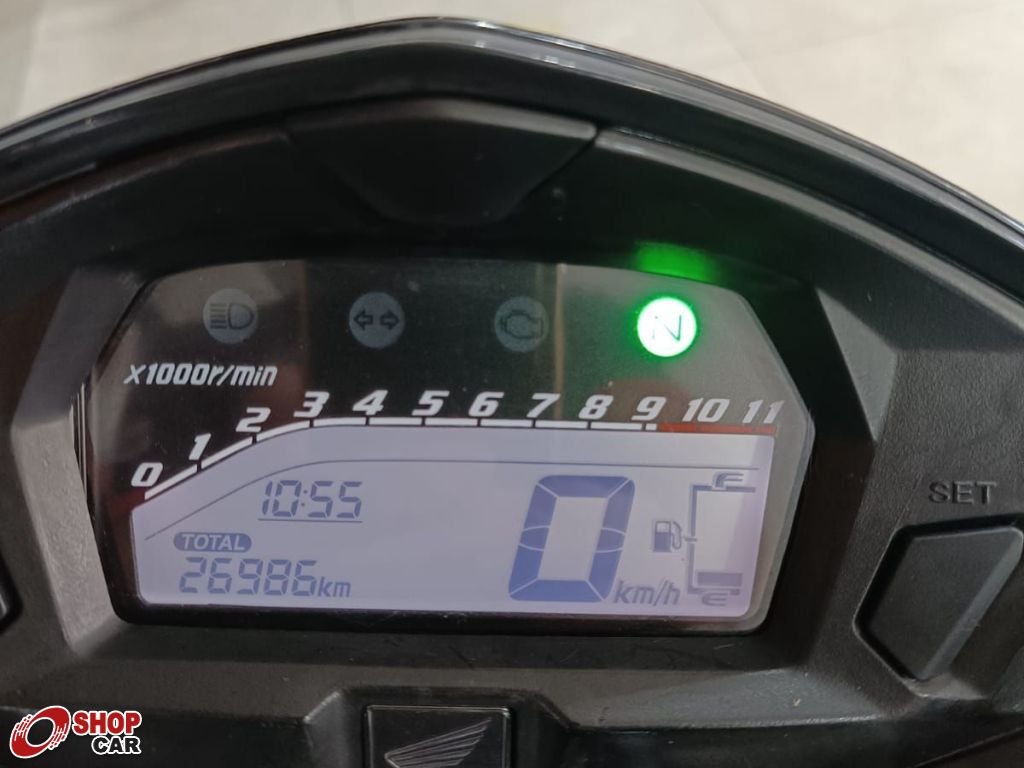 N
x1000r/min
0 1 2 3 4 5 6 7 8 9 10 11
SET
10:55
F
TOTAL
26986km
0 km/h
E
SHOP
CAR